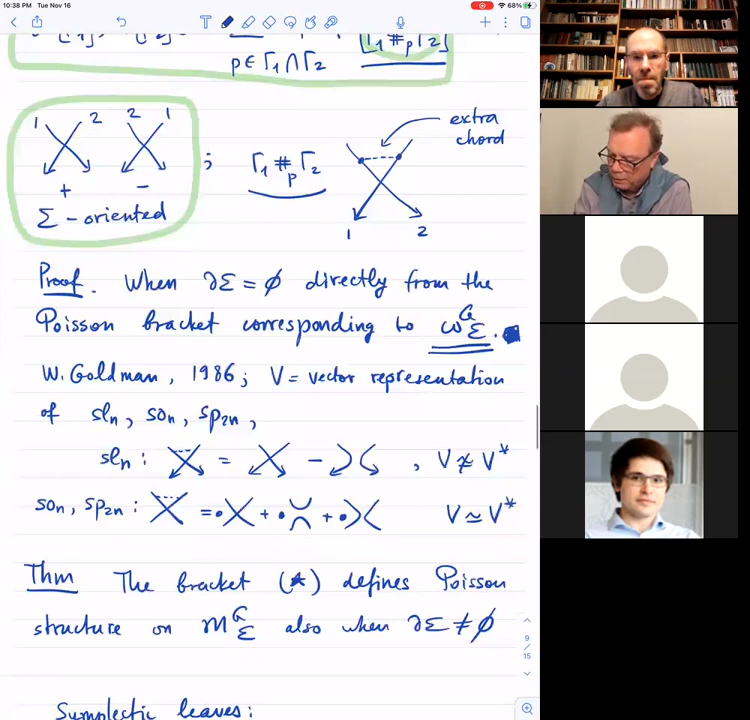 10:38 PM Tue Nov 16
68%
p ∈ Γ₁ ∩ Γ₂ [Γ₁ #ₚ Γ₂]
1 2 2 1
+ −
Σ - oriented
; Γ₁ #ₚ Γ₂
extra
chord
1 2
Proof. When ∂Σ = ϕ directly from the
Poisson bracket corresponding to ω^G_Σ.
W. Goldman, 1986; V = vector representation
of sln, son, sp2n,
sln : = − , V ≄ V*
son, sp2n : = • + • + • V ≃ V*
Thm The bracket (*) defines Poisson
structure on M^G_Σ also when ∂Σ ≠ ϕ
9
/
15
Symplectic leaves: